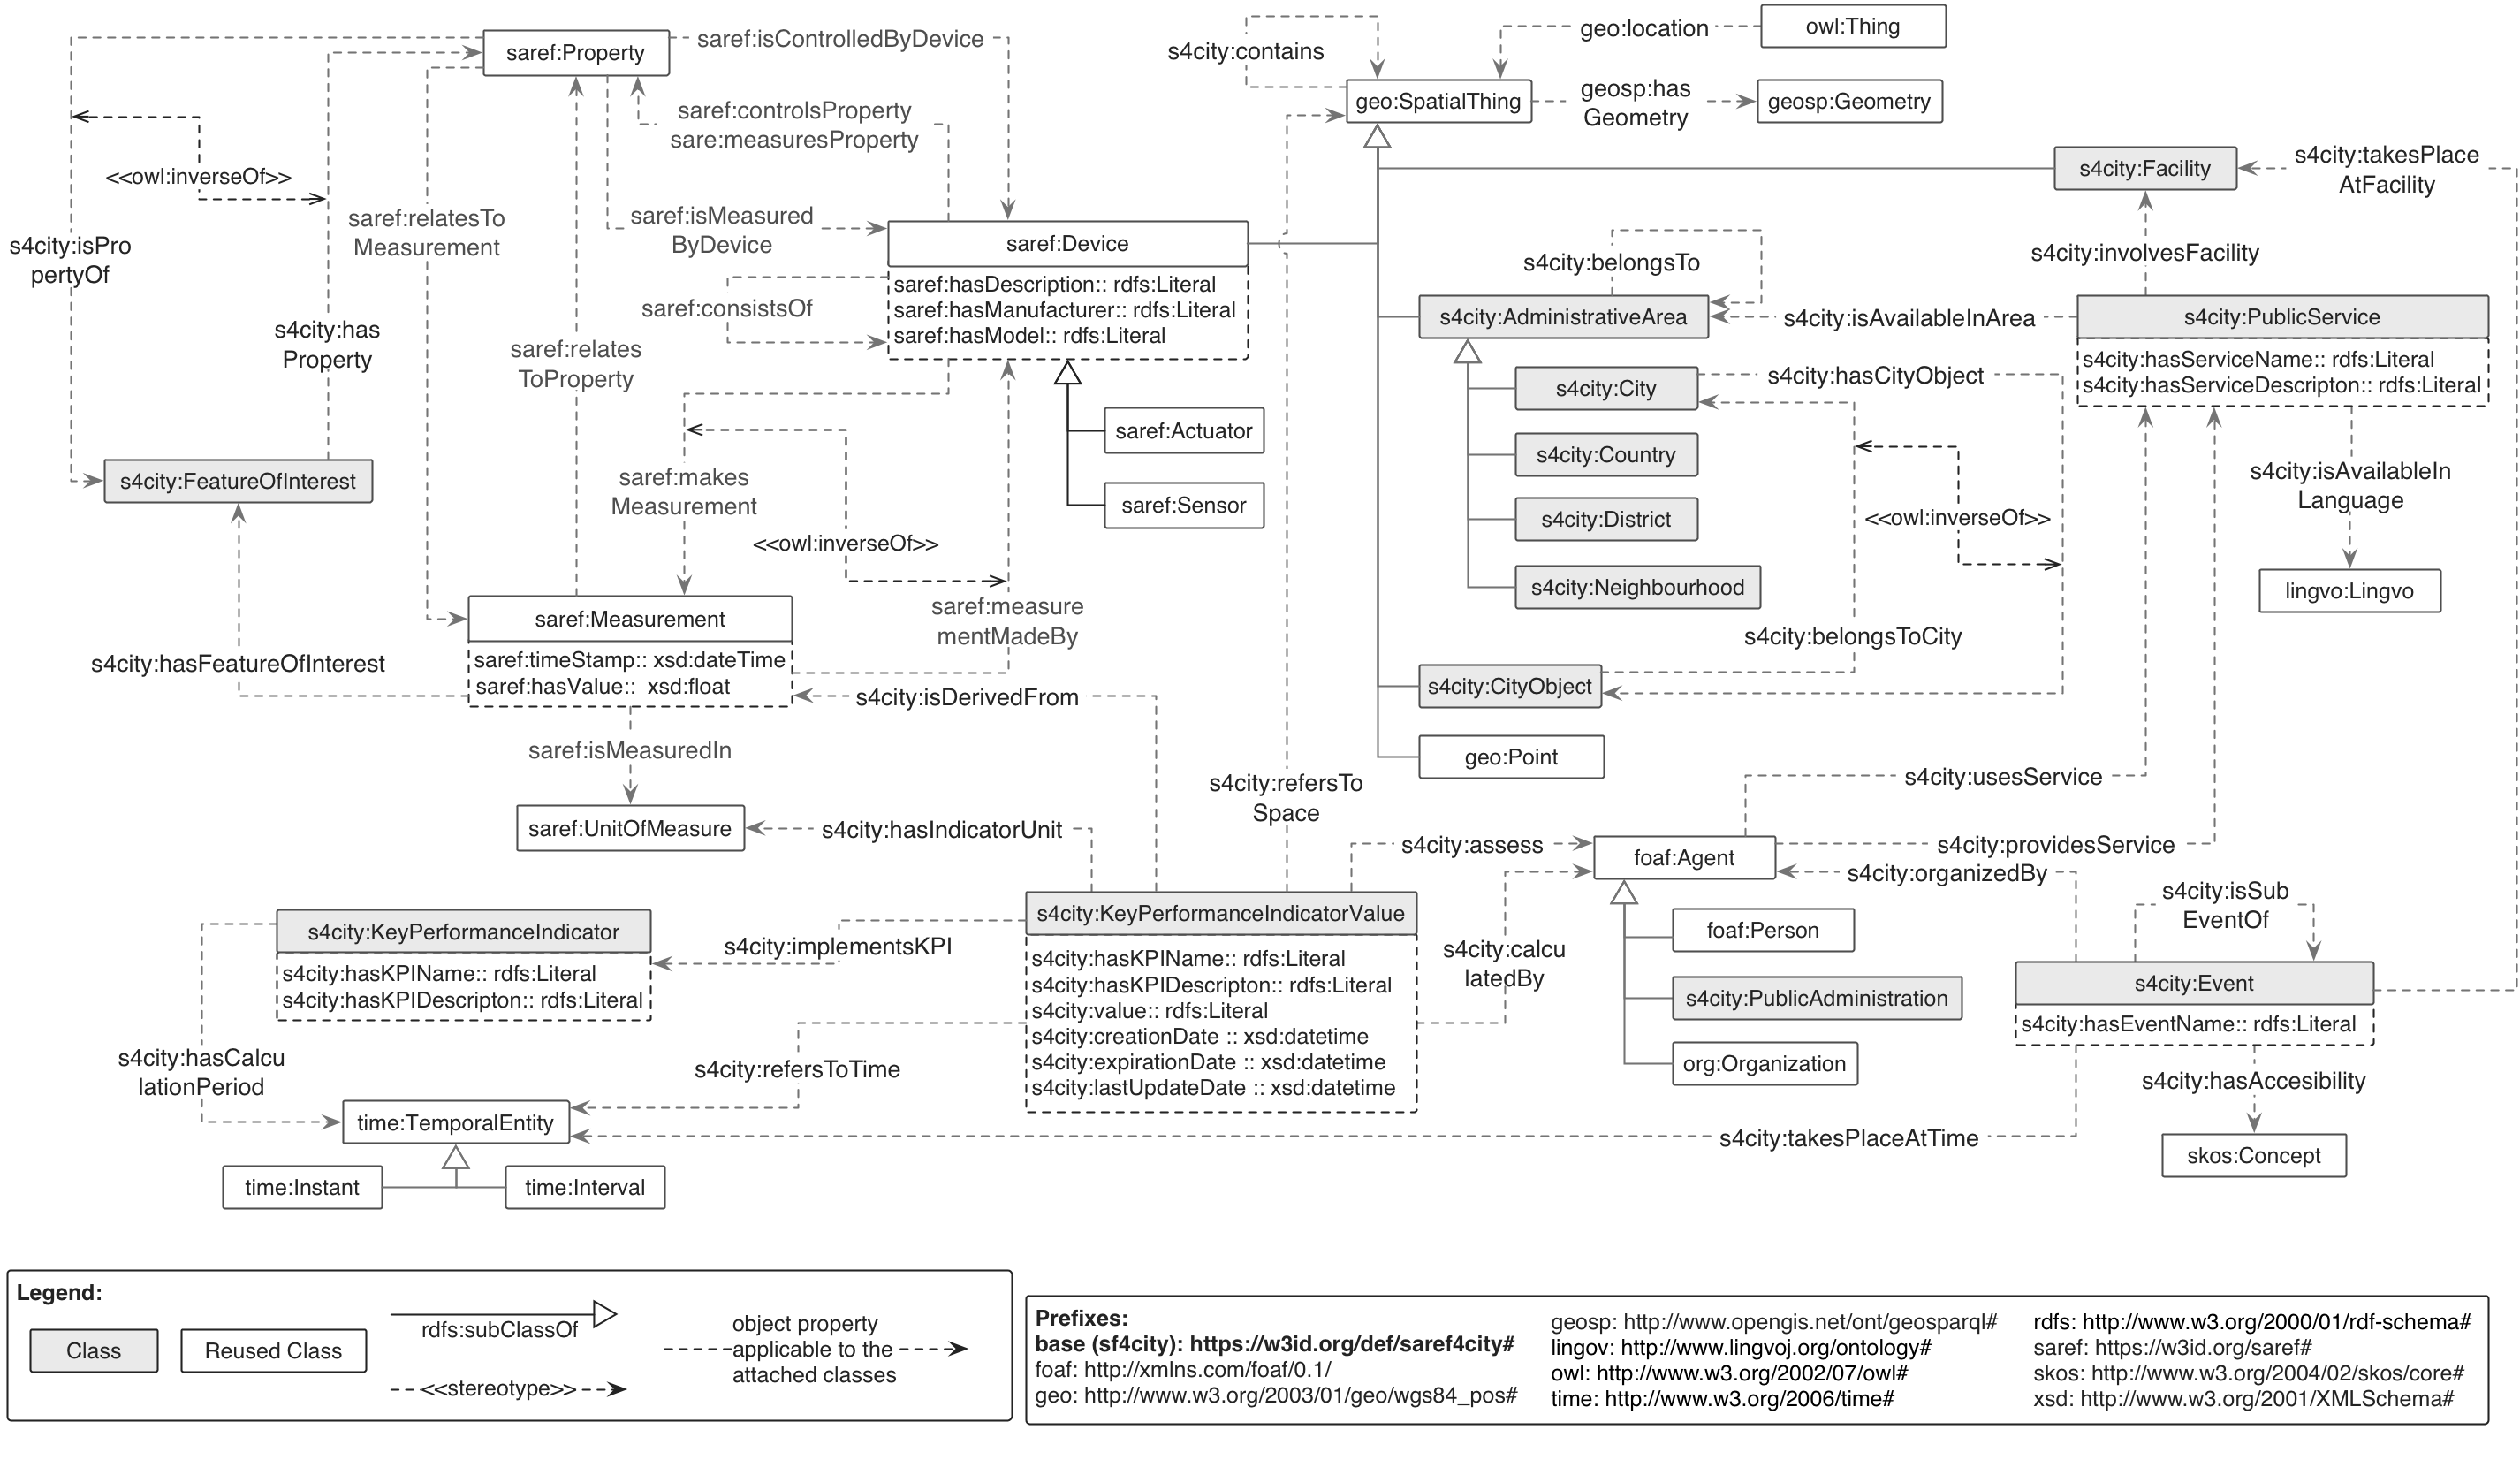 saref:Property
saref:isControlledByDevice
saref:controlsProperty
sare:measuresProperty
<<owl:inverseOf>>
s4city:isPro
pertyOf
s4city:has
Property
saref:relatesTo
Measurement
saref:isMeasured
ByDevice
saref:relates
ToProperty
saref:consistsOf
saref:Device
saref:hasDescription:: rdfs:Literal
saref:hasManufacturer:: rdfs:Literal
saref:hasModel:: rdfs:Literal
saref:Actuator
saref:Sensor
s4city:FeatureOfInterest
saref:makes
Measurement
<<owl:inverseOf>>
saref:measure
mentMadeBy
s4city:hasFeatureOfInterest
saref:Measurement
saref:timeStamp:: xsd:dateTime
saref:hasValue::  xsd:float
s4city:isDerivedFrom
saref:isMeasuredIn
saref:UnitOfMeasure
s4city:hasIndicatorUnit
s4city:contains
geo:location
owl:Thing
geo:SpatialThing
geosp:has
Geometry
geosp:Geometry
s4city:Facility
s4city:takesPlace
AtFacility
s4city:involvesFacility
s4city:belongsTo
s4city:AdministrativeArea
s4city:isAvailableInArea
s4city:PublicService
s4city:hasServiceName:: rdfs:Literal
s4city:hasServiceDescripton:: rdfs:Literal
s4city:City
s4city:hasCityObject
s4city:Country
s4city:District
s4city:Neighbourhood
<<owl:inverseOf>>
s4city:isAvailableIn
Language
lingvo:Lingvo
s4city:belongsToCity
s4city:CityObject
geo:Point
s4city:refersTo
Space
s4city:usesService
s4city:assess
foaf:Agent
s4city:providesService
s4city:organizedBy
s4city:isSub
EventOf
foaf:Person
s4city:PublicAdministration
org:Organization
s4city:calcu
latedBy
s4city:KeyPerformanceIndicator
s4city:hasKPIName:: rdfs:Literal
s4city:hasKPIDescripton:: rdfs:Literal
s4city:implementsKPI
s4city:KeyPerformanceIndicatorValue
s4city:hasKPIName:: rdfs:Literal
s4city:hasKPIDescripton:: rdfs:Literal
s4city:value:: rdfs:Literal
s4city:creationDate :: xsd:datetime
s4city:expirationDate :: xsd:datetime
s4city:lastUpdateDate :: xsd:datetime
s4city:Event
s4city:hasEventName:: rdfs:Literal
s4city:hasCalcu
lationPeriod
s4city:refersToTime
time:TemporalEntity
s4city:takesPlaceAtTime
s4city:hasAccesibility
skos:Concept
time:Instant
time:Interval
Legend:
Class
Reused Class
rdfs:subClassOf
<<stereotype>>
object property
applicable to the
attached classes
Prefixes:
base (sf4city): https://w3id.org/def/saref4city#
foaf: http://xmlns.com/foaf/0.1/
geo: http://www.w3.org/2003/01/geo/wgs84_pos#
geosp: http://www.opengis.net/ont/geosparql#
lingov: http://www.lingvoj.org/ontology#
owl: http://www.w3.org/2002/07/owl#
time: http://www.w3.org/2006/time#
rdfs: http://www.w3.org/2000/01/rdf-schema#
saref: https://w3id.org/saref#
skos: http://www.w3.org/2004/02/skos/core#
xsd: http://www.w3.org/2001/XMLSchema#